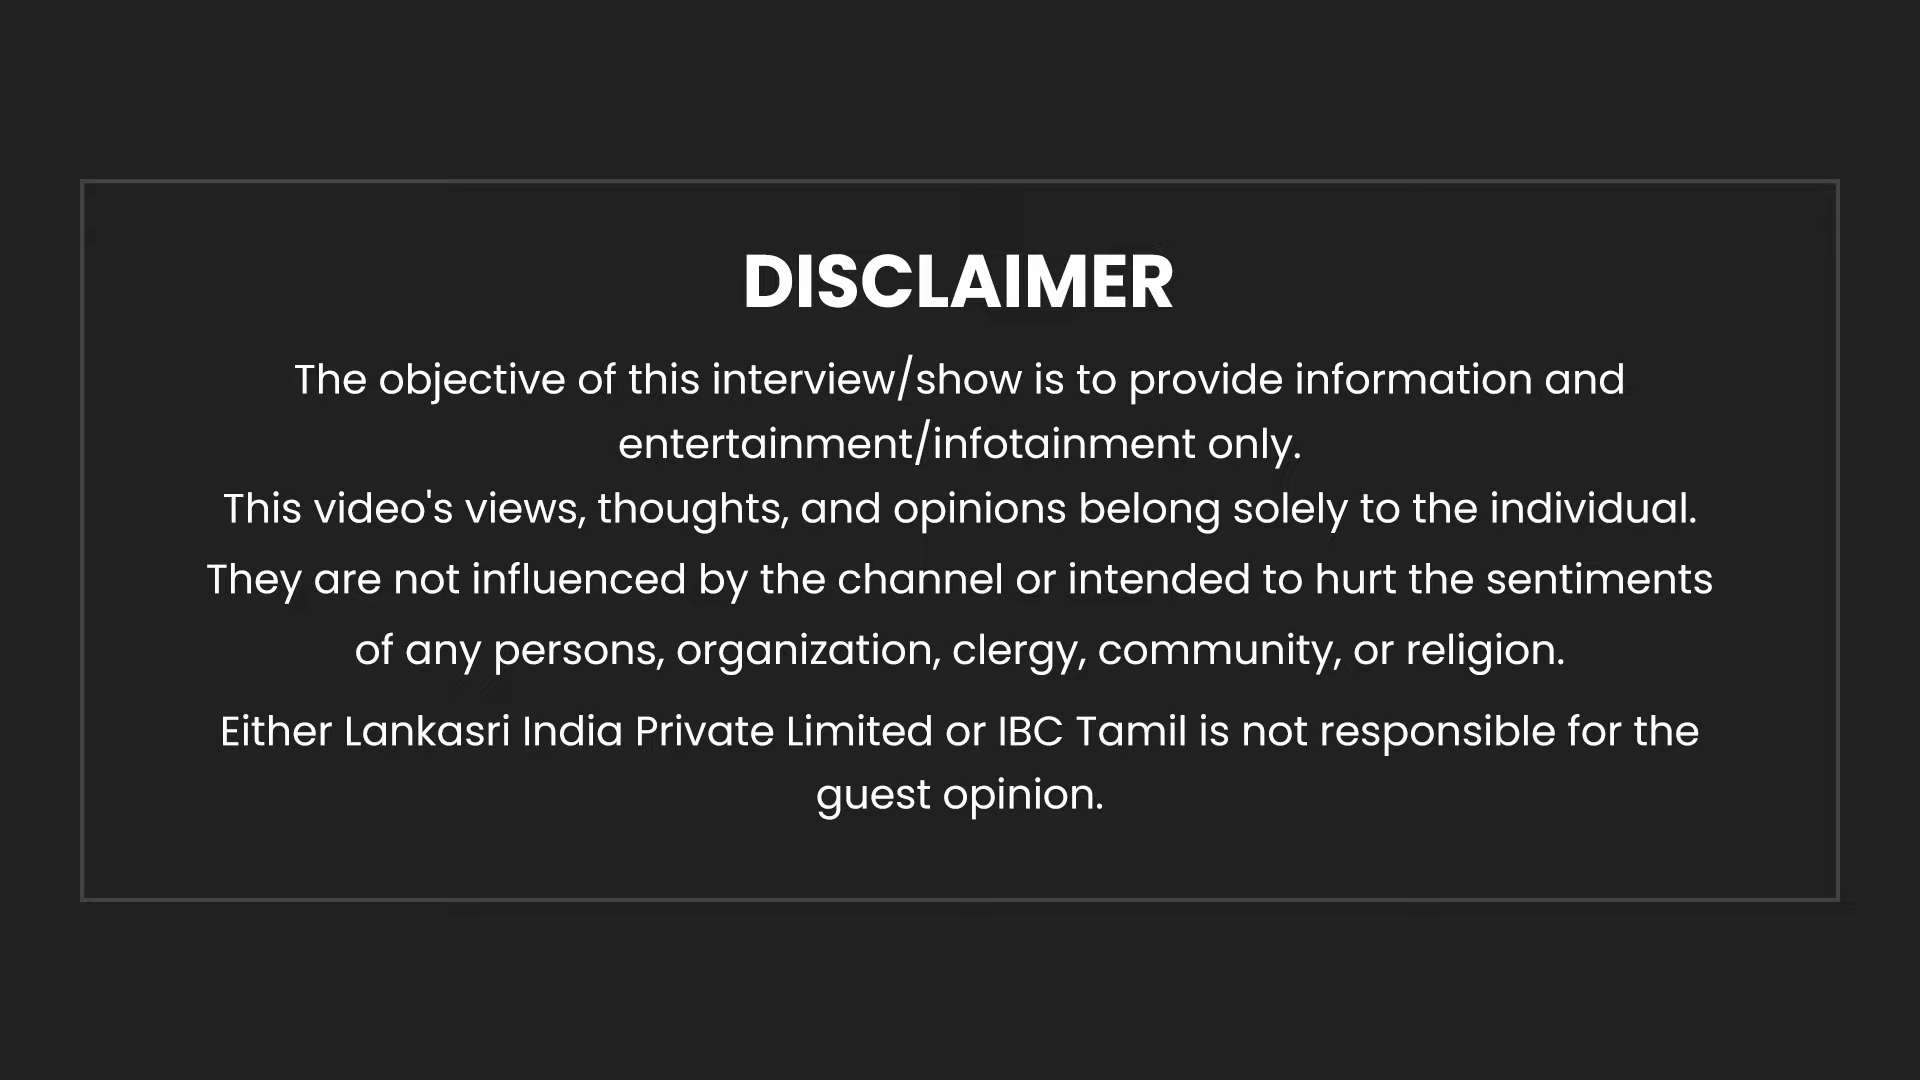 DISCLAIMER
The objective of this interview/show is to provide information and
entertainment/infotainment only.
This video's views, thoughts, and opinions belong solely to the individual.
They are not influenced by the channel or intended to hurt the sentiments
of any persons, organization, clergy, community, or religion.
Either Lankasri India Private Limited or IBC Tamil is not responsible for the
guest opinion.